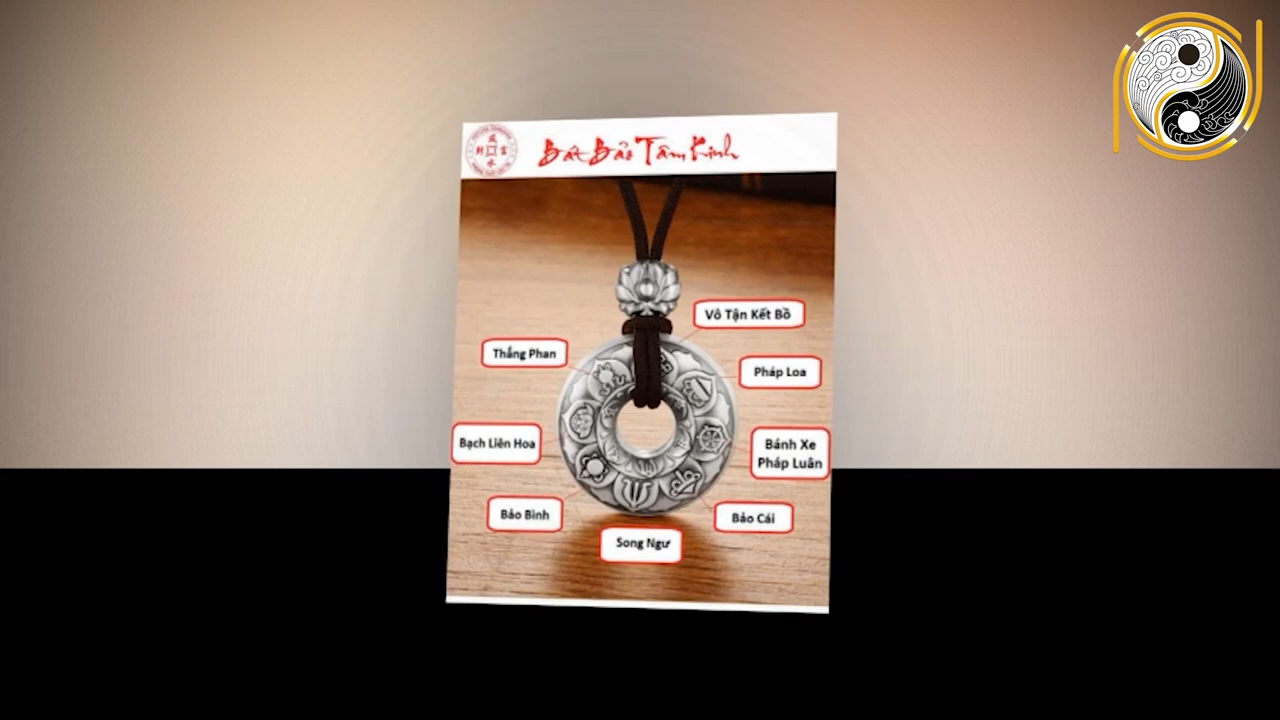 Bát Bảo Tâm Kinh
Vô Tận Kết Bồ
Thắng Phan
Pháp Loa
Bạch Liên Hoa
Bánh Xe
Pháp Luân
Bảo Bình
Bảo Cái
Song Ngư